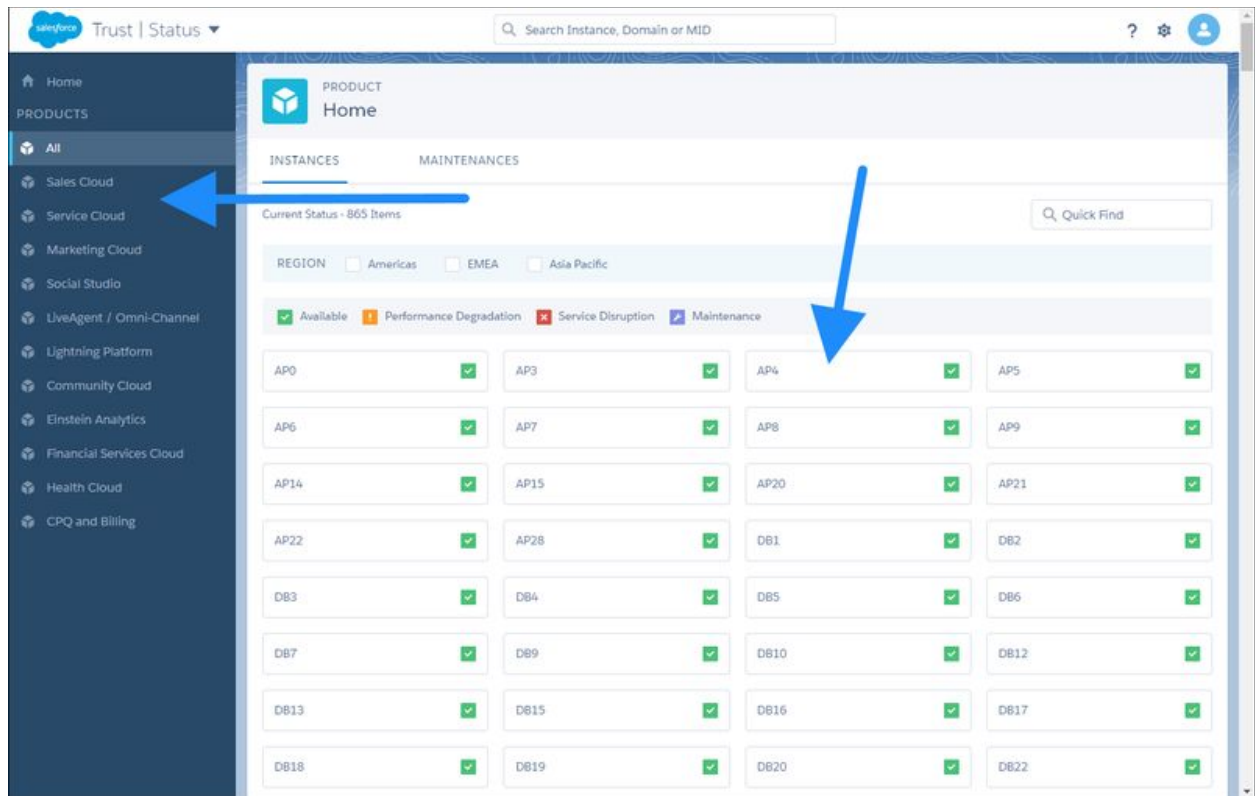 salesforce Trust | Status
Search Instance, Domain or MID
?
Home
PRODUCTS
All
Sales Cloud
Service Cloud
Marketing Cloud
Social Studio
LiveAgent / Omni-Channel
Lightning Platform
Community Cloud
Einstein Analytics
Financial Services Cloud
Health Cloud
CPQ and Billing
PRODUCT
Home
INSTANCES MAINTENANCES
Current Status - 865 Items
Quick Find
REGION Americas EMEA Asia Pacific
Available Performance Degradation Service Disruption Maintenance
AP0 AP3 AP4 AP5
AP6 AP7 AP8 AP9
AP14 AP15 AP20 AP21
AP22 AP28 DB1 DB2
DB3 DB4 DB5 DB6
DB7 DB9 DB10 DB12
DB13 DB15 DB16 DB17
DB18 DB19 DB20 DB22